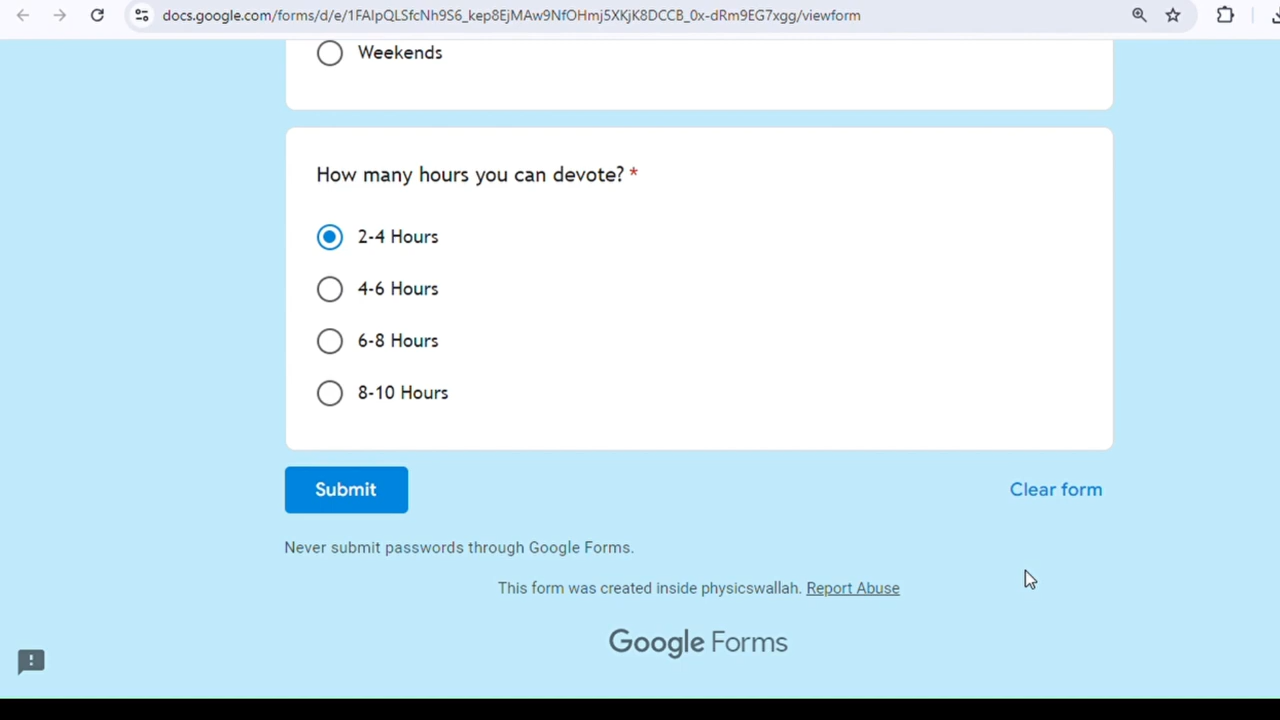 docs.google.com/forms/d/e/1FAIpQLSfcNh9S6_kep8EjMAw9NfOHmj5XKjK8DCCB_0x-dRm9EG7xgg/viewform
Weekends
How many hours you can devote? *
2-4 Hours
4-6 Hours
6-8 Hours
8-10 Hours
Submit
Clear form
Never submit passwords through Google Forms.
This form was created inside physicswallah. Report Abuse
Google Forms